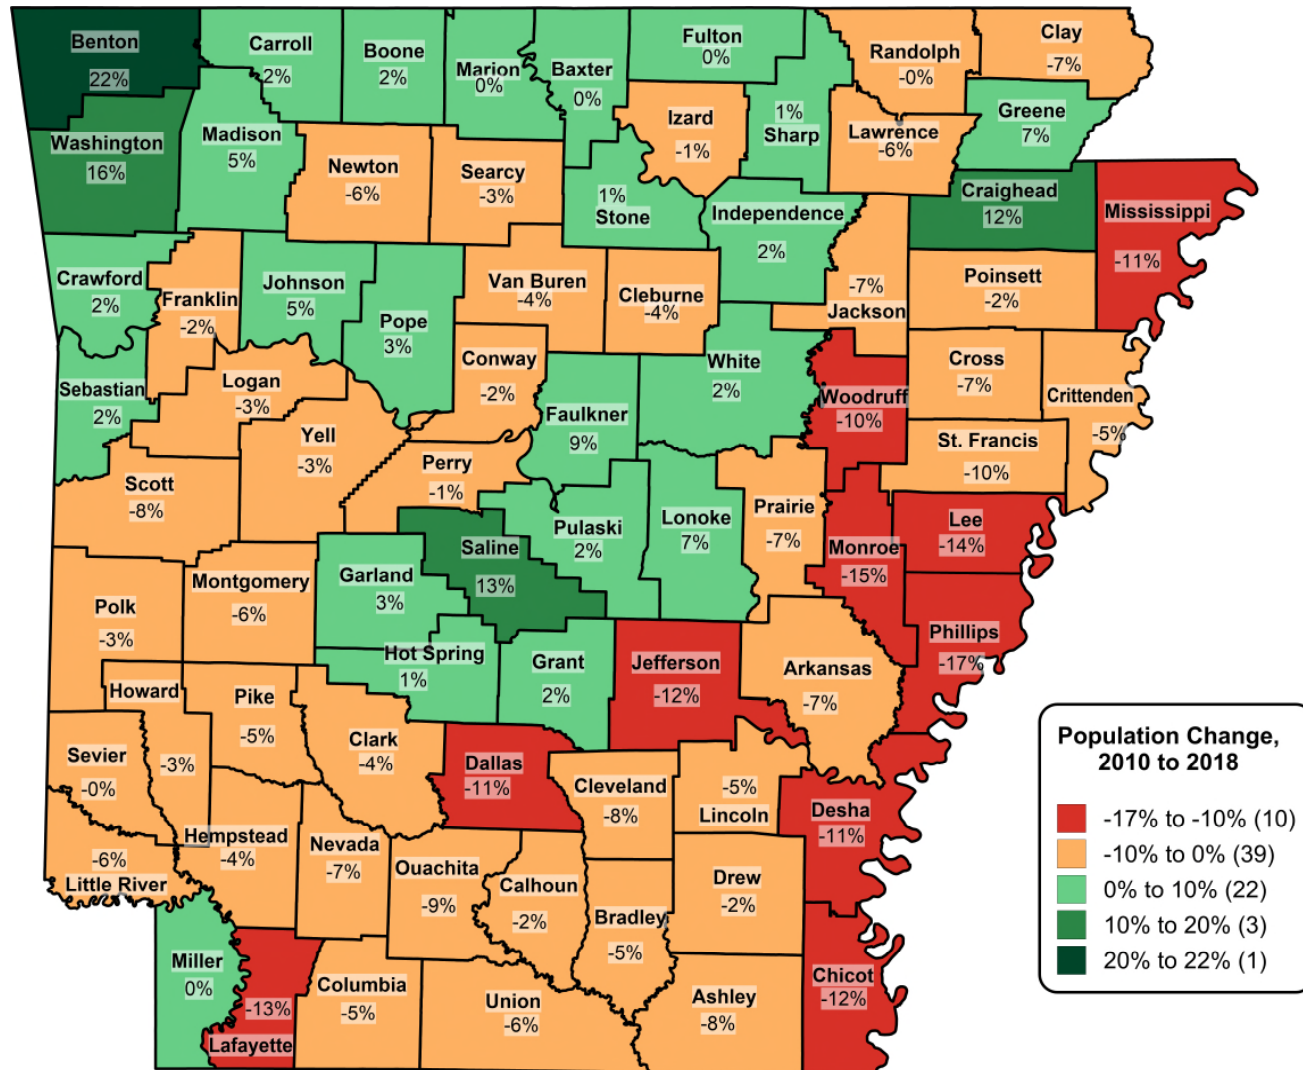 Benton
22%
Carroll
2%
Boone
2%
Marion
0%
Baxter
0%
Fulton
0%
Randolph
-0%
Clay
-7%
Washington
16%
Madison
5%
Newton
-6%
Searcy
-3%
1%
Stone
Izard
-1%
1%
Sharp
Lawrence
-6%
Greene
7%
Craighead
12%
Mississippi
-11%
Independence
2%
Crawford
2%
Franklin
-2%
Johnson
5%
Pope
3%
Van Buren
-4%
Cleburne
-4%
-7%
Jackson
Poinsett
-2%
Sebastian
2%
Logan
-3%
Conway
-2%
White
2%
Woodruff
-10%
Cross
-7%
Crittenden
-5%
Yell
-3%
Faulkner
9%
St. Francis
-10%
Scott
-8%
Perry
-1%
Prairie
-7%
Saline
13%
Pulaski
2%
Lonoke
7%
Monroe
-15%
Lee
-14%
Polk
-3%
Montgomery
-6%
Garland
3%
Phillips
-17%
Hot Spring
1%
Grant
2%
Jefferson
-12%
Arkansas
-7%
Howard
-3%
Pike
-5%
Clark
-4%
Dallas
-11%
Cleveland
-8%
-5%
Lincoln
Desha
-11%
Sevier
-0%
Hempstead
-4%
Nevada
-7%
Ouachita
-9%
Calhoun
-2%
Bradley
-5%
Drew
-2%
-6%
Little River
Miller
0%
-13%
Lafayette
Columbia
-5%
Union
-6%
Ashley
-8%
Chicot
-12%
Population Change,
2010 to 2018
-17% to -10% (10)
-10% to 0% (39)
0% to 10% (22)
10% to 20% (3)
20% to 22% (1)